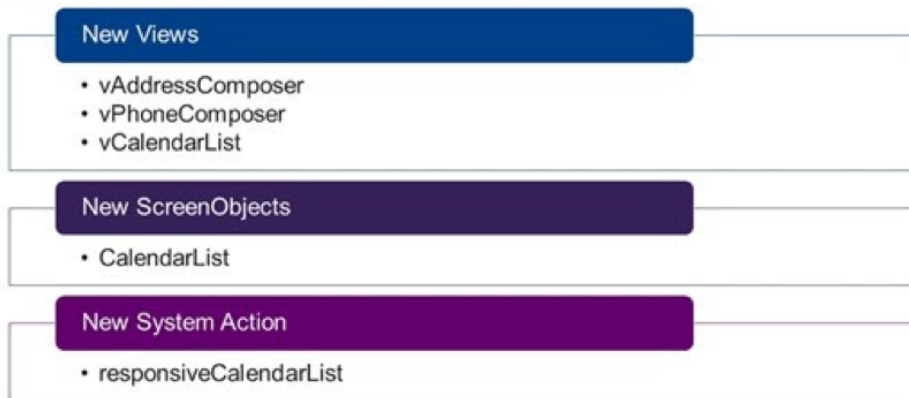 New Views
• vAddressComposer
• vPhoneComposer
• vCalendarList
New ScreenObjects
• CalendarList
New System Action
• responsiveCalendarList